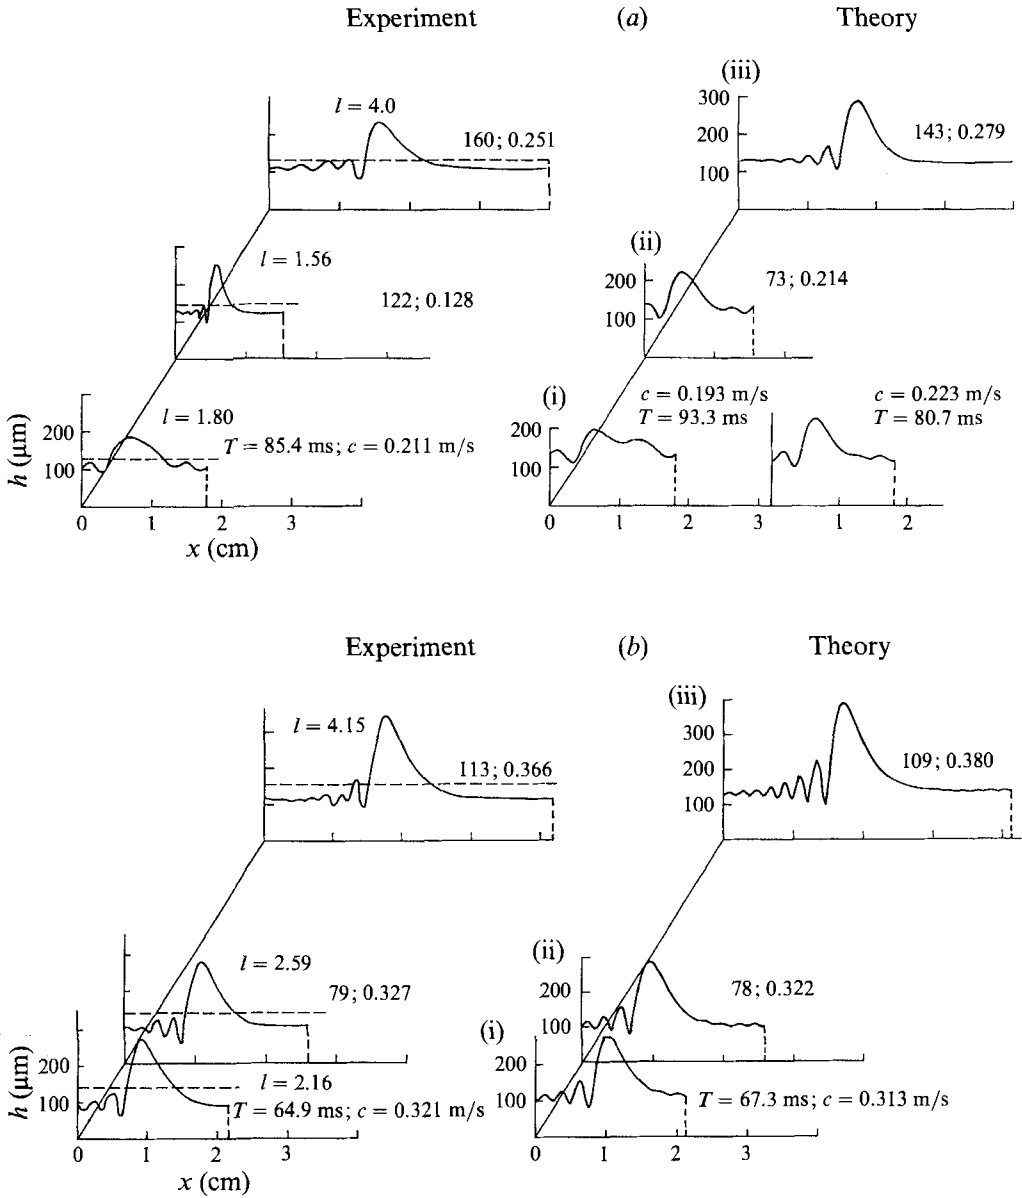 Experiment (a) Theory
(iii)
l = 4.0
160; 0.251
300
200
100
143; 0.279
(ii)
l = 1.56
122; 0.128
200
100
73; 0.214
(i)
l = 1.80
T = 85.4 ms; c = 0.211 m/s
h (μm)
200
100
0 1 2 3
x (cm)
c = 0.193 m/s
T = 93.3 ms
c = 0.223 m/s
T = 80.7 ms
200
100
0 1 2 3 1 2
Experiment (b) Theory
(iii)
l = 4.15
113; 0.366
300
200
100
109; 0.380
(ii)
l = 2.59
79; 0.327
200
100
78; 0.322
(i)
l = 2.16
T = 64.9 ms; c = 0.321 m/s
h (μm)
200
100
0 1 2 3
x (cm)
200
100
T = 67.3 ms; c = 0.313 m/s
0 1 2 3